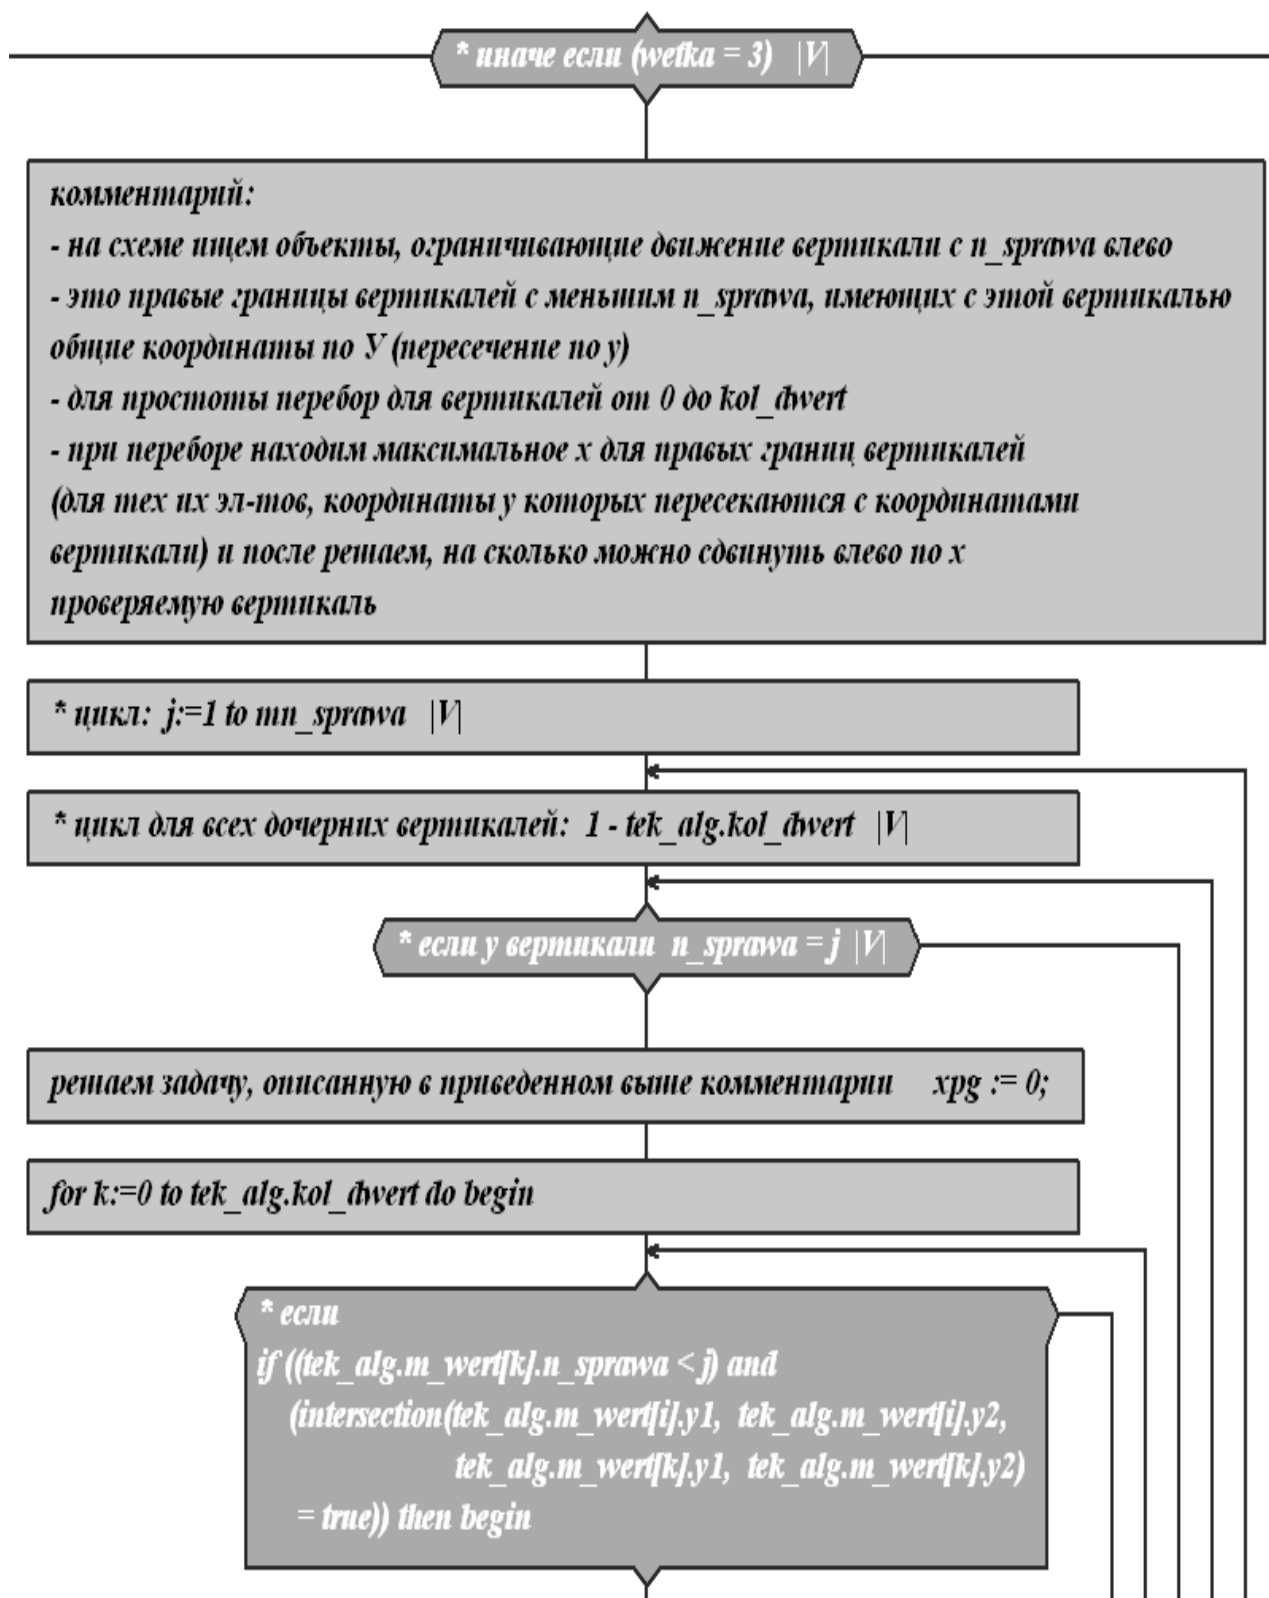 * иначе если (wetka = 3) |V|
комментарий:
- на схеме ищем объекты, ограничивающие движение вертикали с n_sprawa влево
- это правые границы вертикалей с меньшим n_sprawa, имеющих с этой вертикалью
общие координаты по У (пересечение по у)
- для простоты перебор для вертикалей от 0 до kol_dwert
- при переборе находим максимальное х для правых границ вертикалей
(для тех их эл-тов, координаты у которых пересекаются с координатами
вертикали) и после решаем, на сколько можно сдвинуть влево по х
проверяемую вертикаль
* цикл: j:=1 to mn_sprawa |V|
* цикл для всех дочерних вертикалей: 1 - tek_alg.kol_dwert |V|
* если у вертикали n_sprawa = j |V|
решаем задачу, описанную в приведенном выше комментарии xpg := 0;
for k:=0 to tek_alg.kol_dwert do begin
* если
if ((tek_alg.m_wert[k].n_sprawa < j) and
(intersection(tek_alg.m_wert[i].y1, tek_alg.m_wert[i].y2,
tek_alg.m_wert[k].y1, tek_alg.m_wert[k].y2)
= true)) then begin